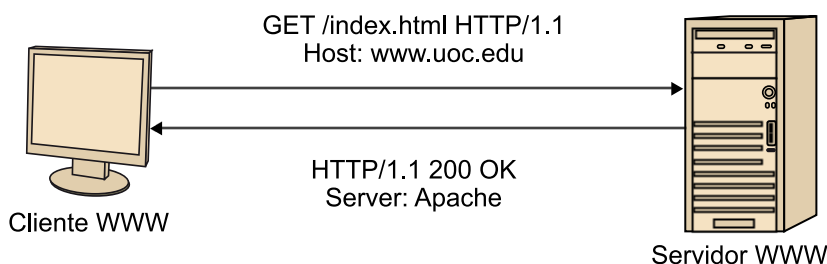 GET /index.html HTTP/1.1
Host: www.uoc.edu
HTTP/1.1 200 OK
Server: Apache
Cliente WWW
Servidor WWW